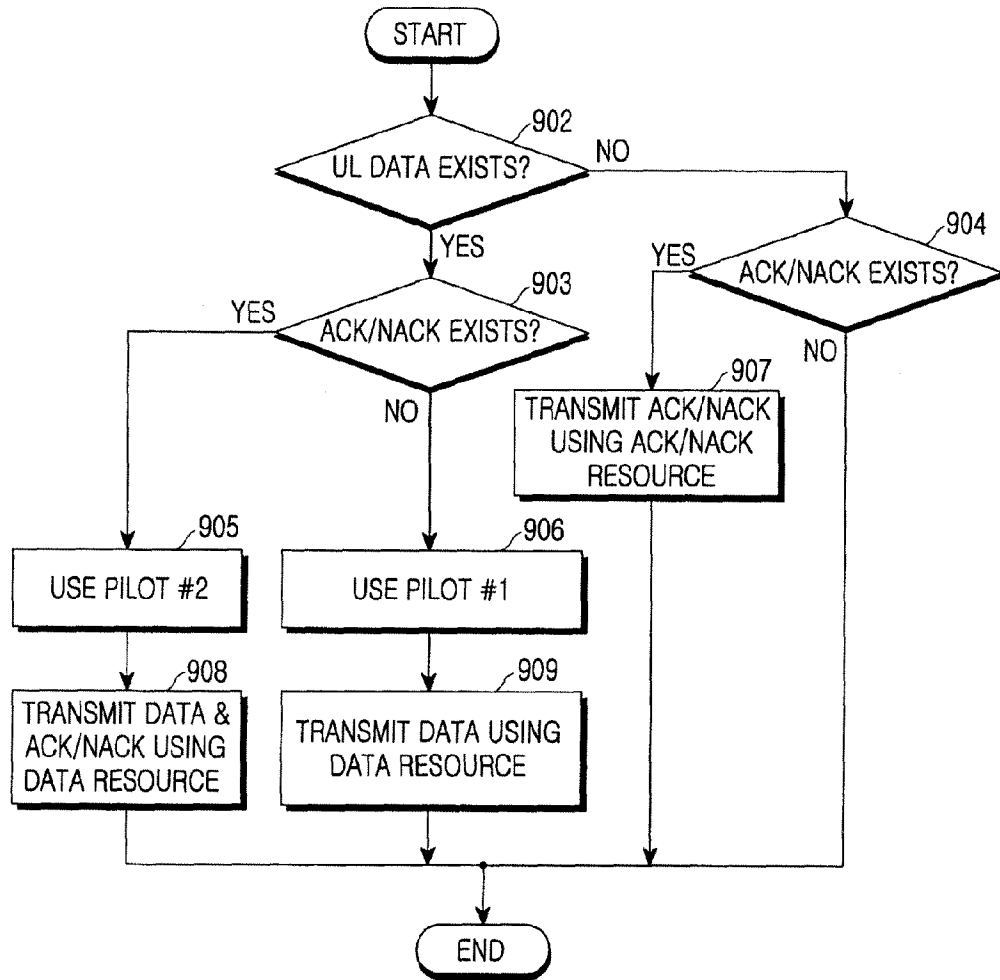 START
902
UL DATA EXISTS?
NO
YES
904
ACK/NACK EXISTS?
YES
NO
903
ACK/NACK EXISTS?
YES
NO
907
TRANSMIT ACK/NACK
USING ACK/NACK
RESOURCE
905
USE PILOT #2
906
USE PILOT #1
908
TRANSMIT DATA &
ACK/NACK USING
DATA RESOURCE
909
TRANSMIT DATA USING
DATA RESOURCE
END